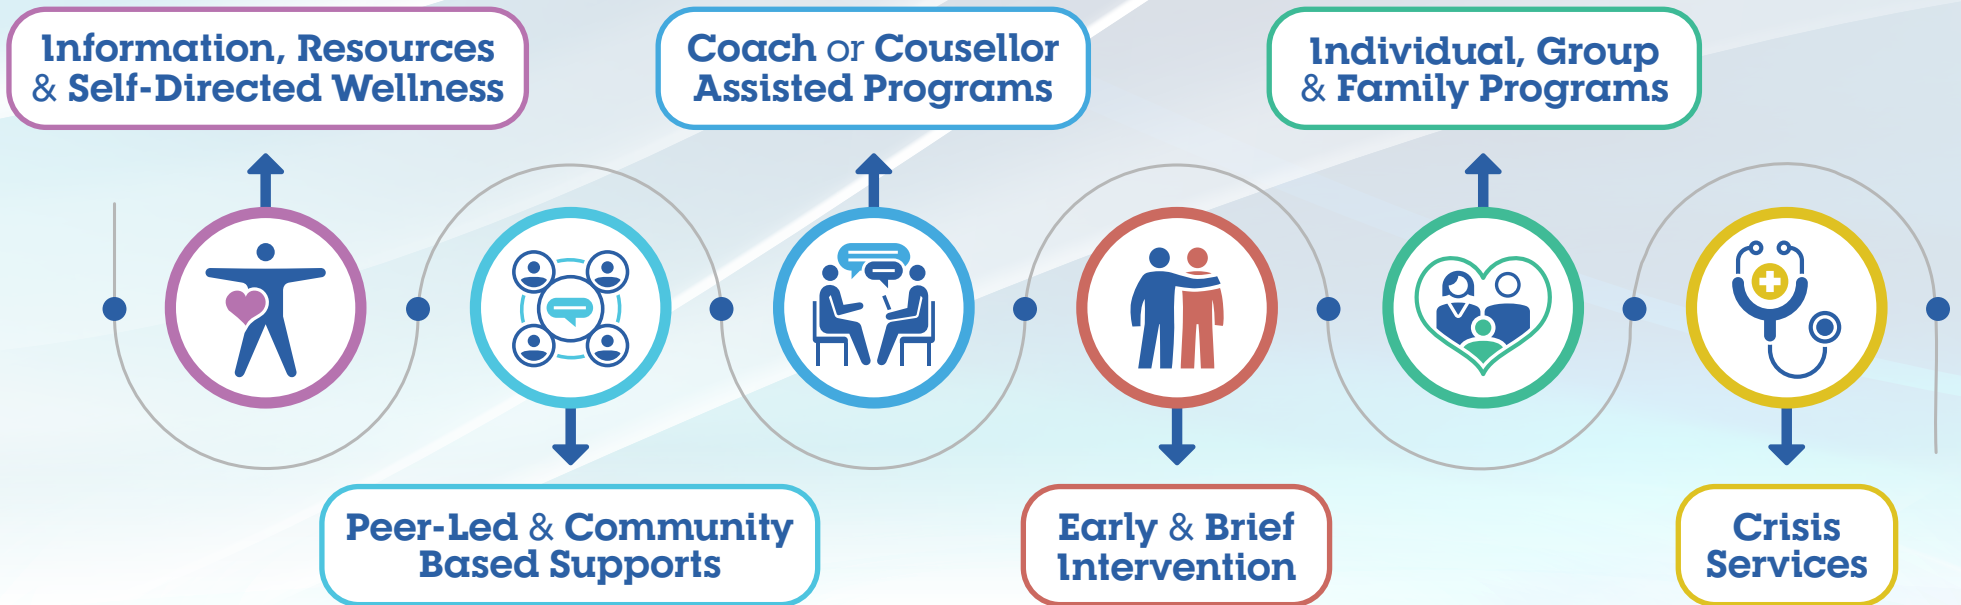 Information, Resources
& Self-Directed Wellness
Coach or Cousellor
Assisted Programs
Individual, Group
& Family Programs
Peer-Led & Community
Based Supports
Early & Brief
Intervention
Crisis
Services